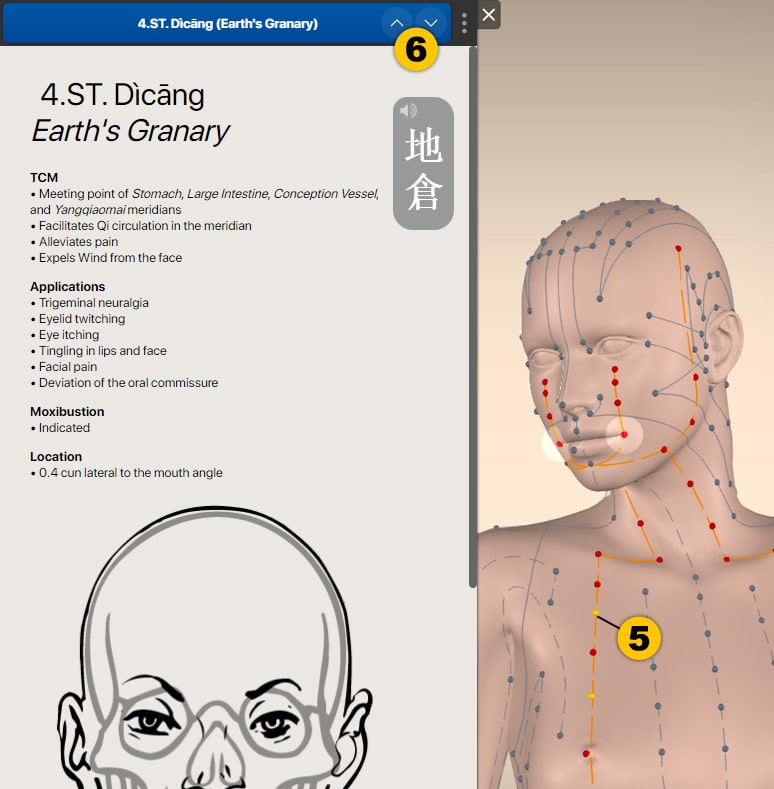 4.ST. Dìcāng (Earth's Granary)
6
4.ST. Dìcāng
Earth's Granary
地
倉
TCM
• Meeting point of Stomach, Large Intestine, Conception Vessel,
and Yangqiaomai meridians
• Facilitates Qi circulation in the meridian
• Alleviates pain
• Expels Wind from the face
Applications
• Trigeminal neuralgia
• Eyelid twitching
• Eye itching
• Tingling in lips and face
• Facial pain
• Deviation of the oral commissure
Moxibustion
• Indicated
Location
• 0.4 cun lateral to the mouth angle
5